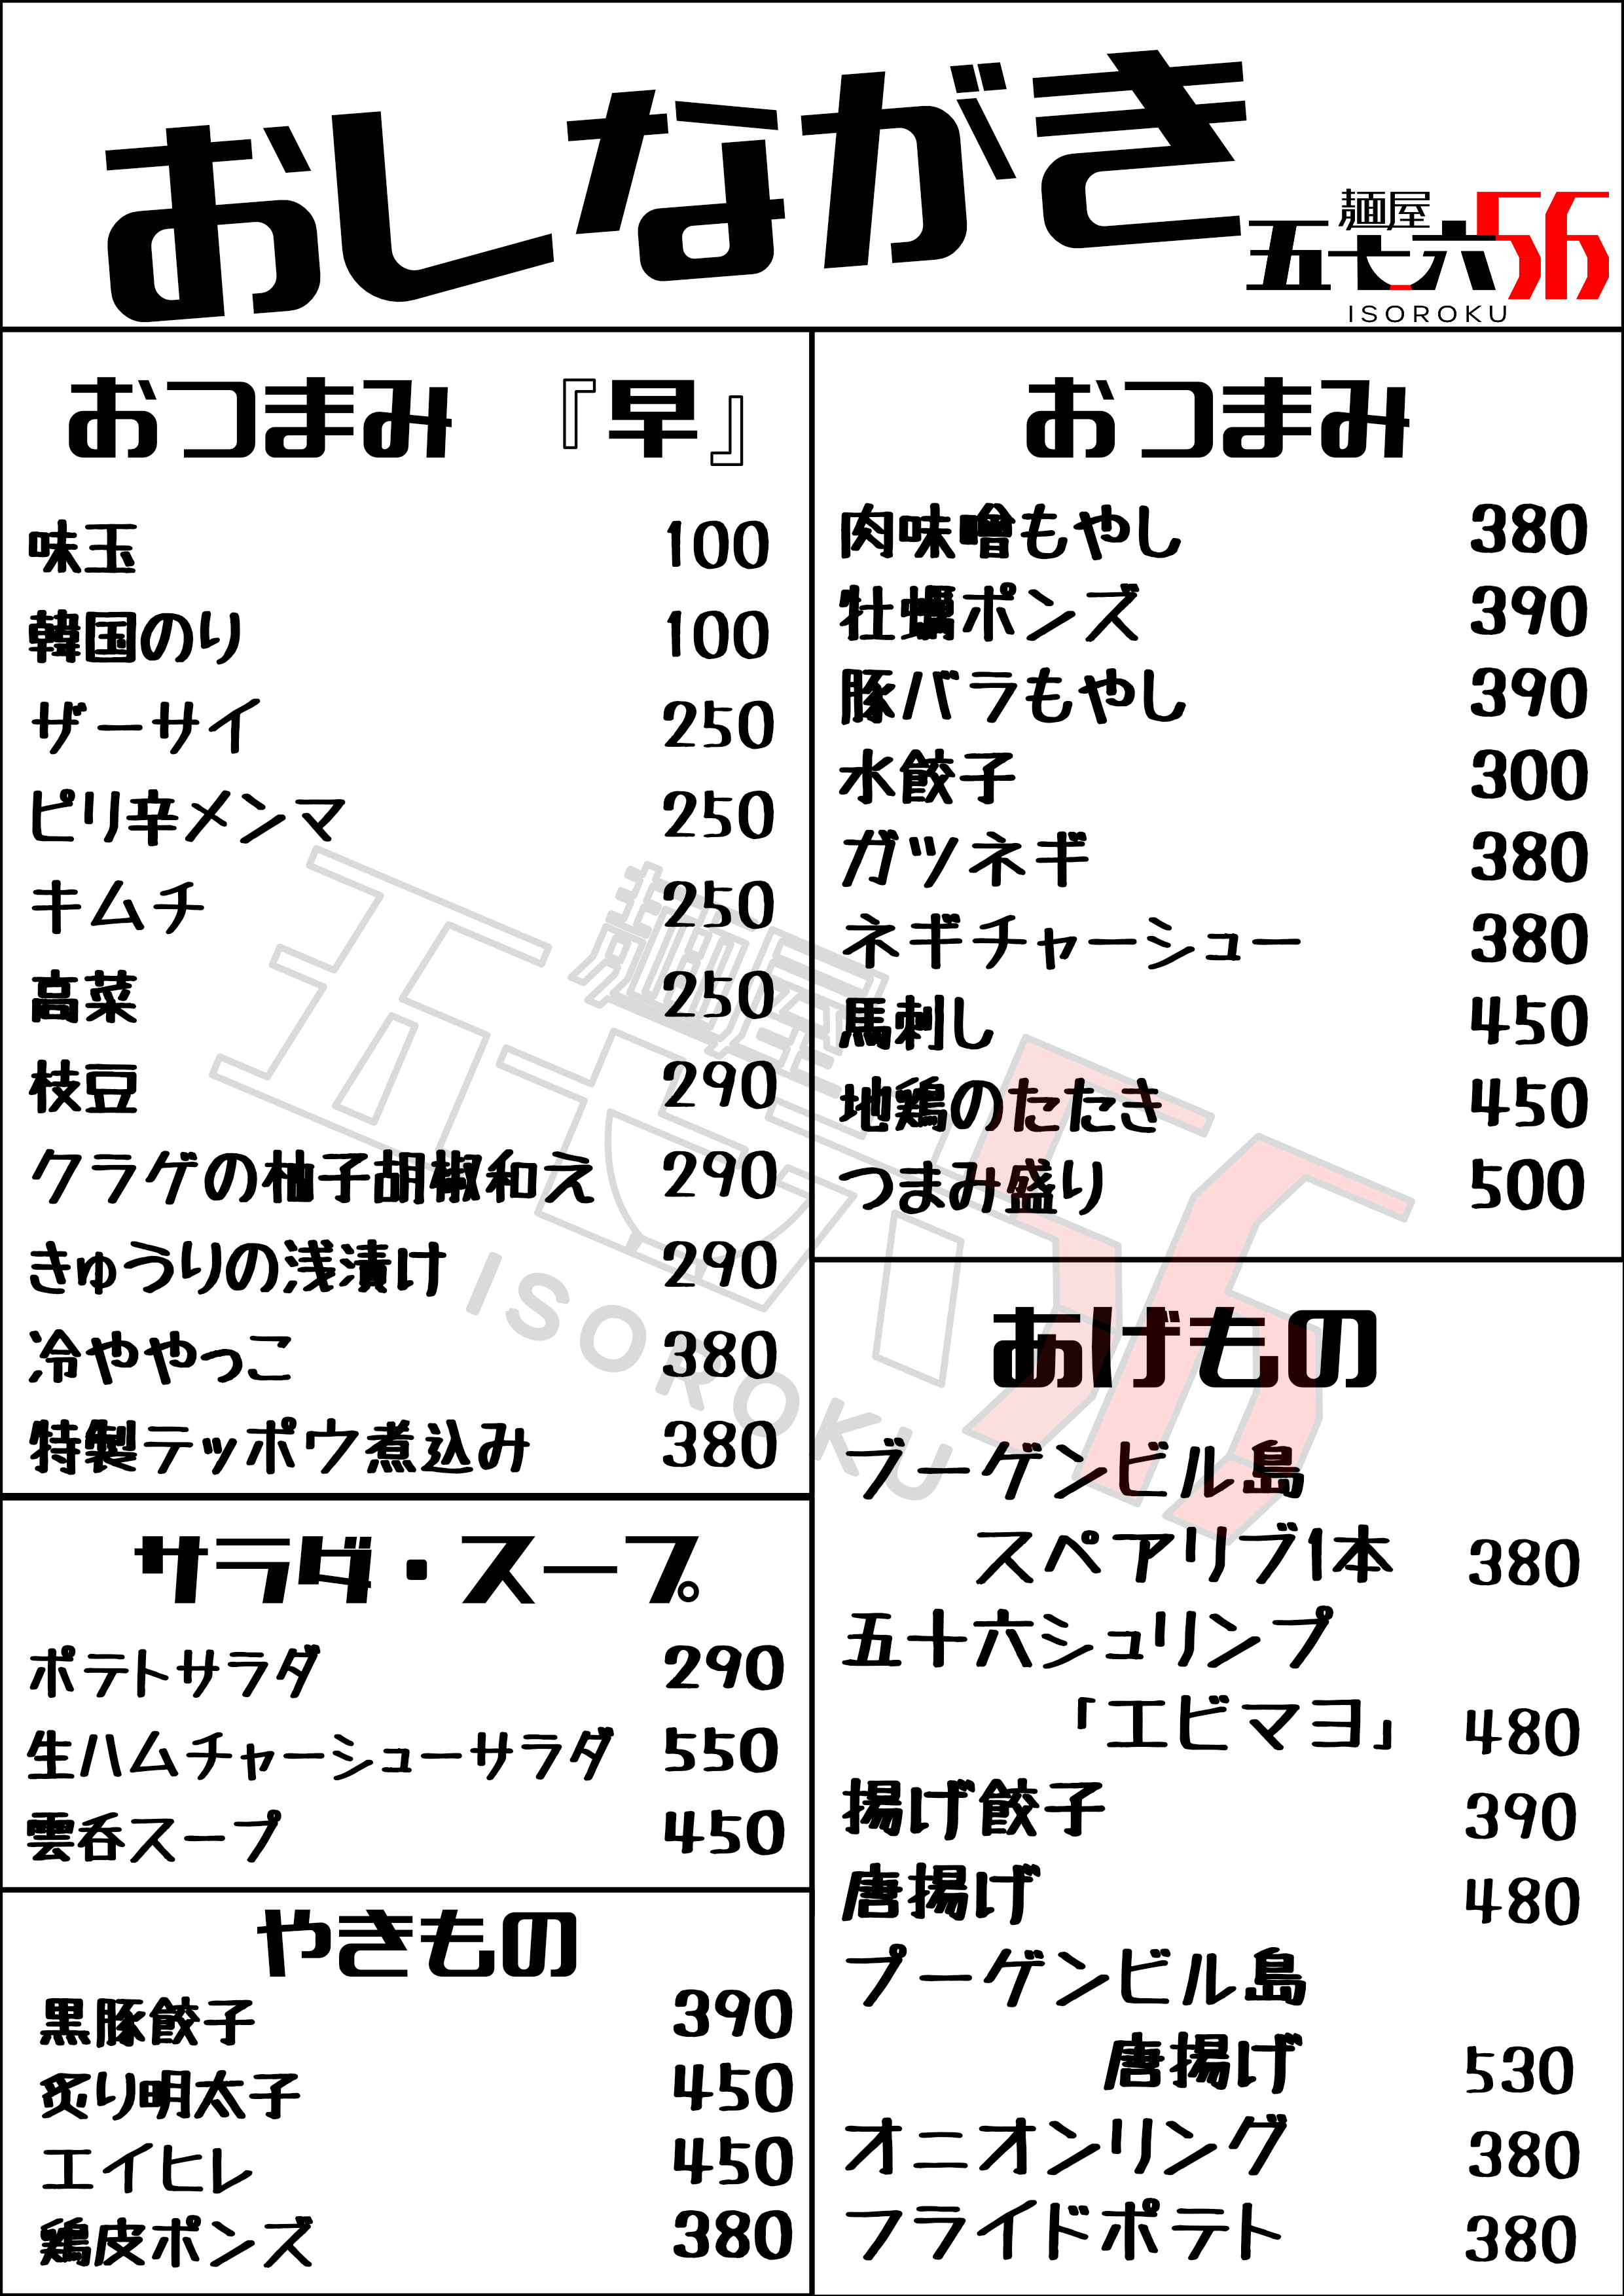 おしながき
麺屋
五十六56
ISOROKU
おつまみ 『早』
味玉 100
韓国のり 100
ザーサイ 250
ピリ辛メンマ 250
キムチ 250
高菜 250
枝豆 290
クラゲの柚子胡椒和え 290
きゅうりの浅漬け 290
冷ややっこ 380
特製テッポウ煮込み 380
サラダ・スープ
ポテトサラダ 290
生ハムチャーシューサラダ 550
雲呑スープ 450
やきもの
黒豚餃子 390
炙り明太子 450
エイヒレ 450
鶏皮ポンズ 380
おつまみ
肉味噌もやし 380
牡蠣ポンズ 390
豚バラもやし 390
水餃子 300
ガツネギ 380
ネギチャーシュー 380
馬刺し 450
地鶏のたたき 450
つまみ盛り 500
あげもの
ブーゲンビル島
スペアリブ1本 380
五十六シュリンプ
「エビマヨ」 480
揚げ餃子 390
唐揚げ 480
プーゲンビル島
唐揚げ 530
オニオンリング 380
フライドポテト 380
麺屋
五十六56
ISOROKU